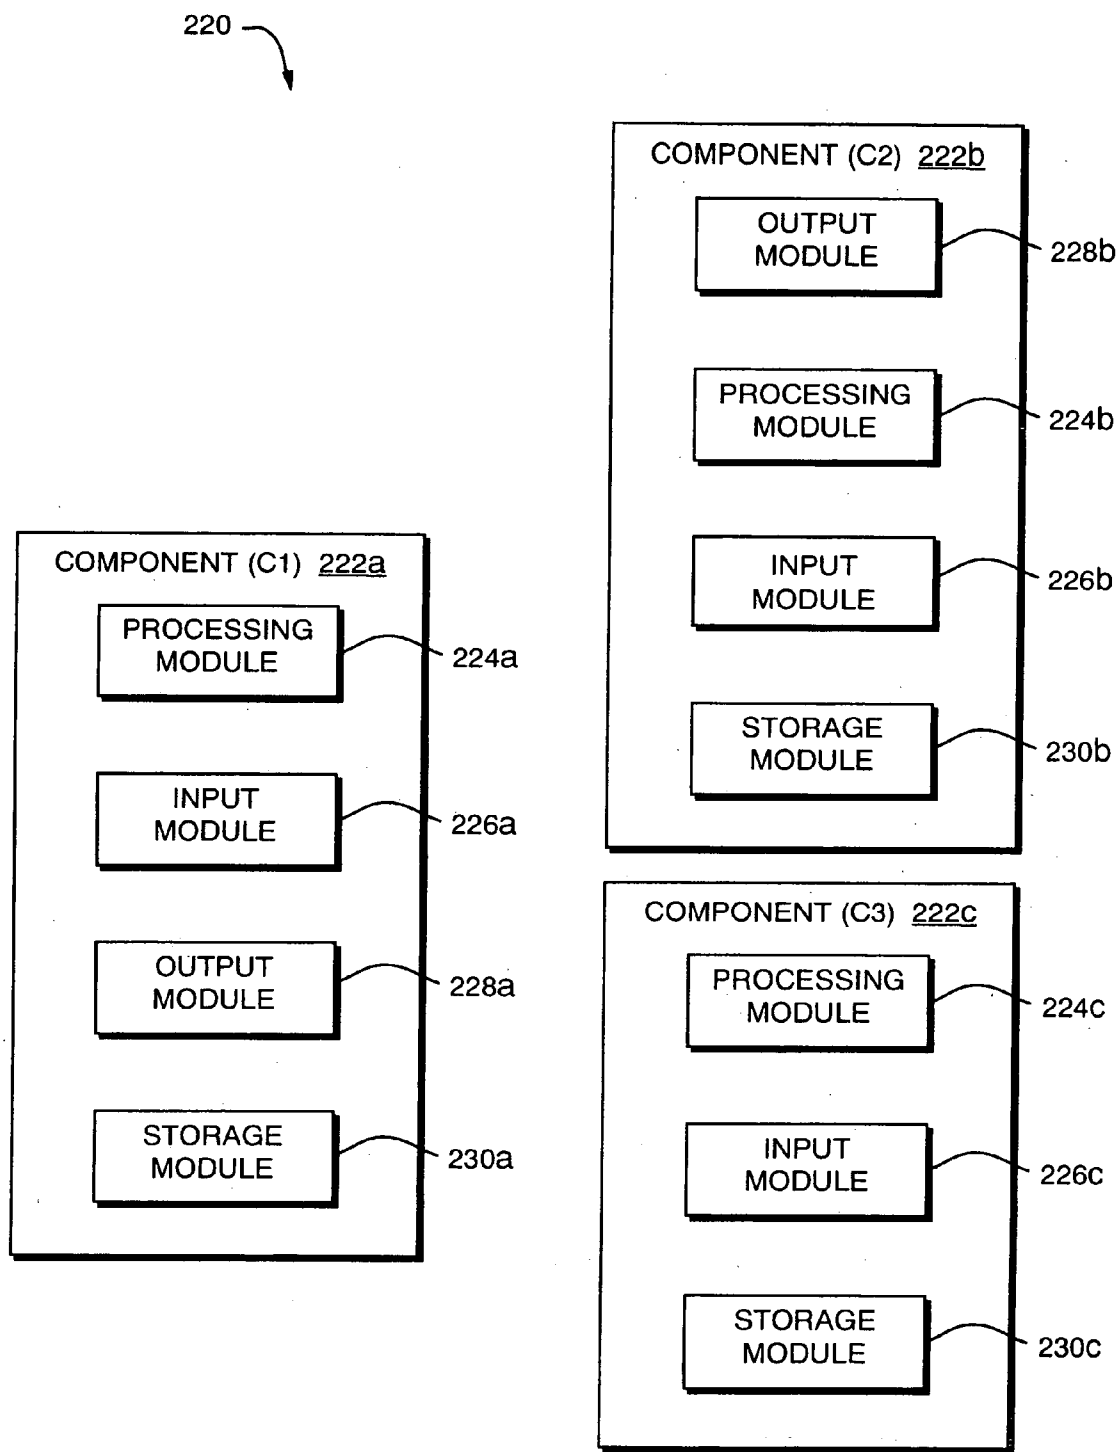 220
COMPONENT (C2) 222b
OUTPUT
MODULE
228b
PROCESSING
MODULE
224b
INPUT
MODULE
226b
STORAGE
MODULE
230b
COMPONENT (C1) 222a
PROCESSING
MODULE
224a
INPUT
MODULE
226a
OUTPUT
MODULE
228a
STORAGE
MODULE
230a
COMPONENT (C3) 222c
PROCESSING
MODULE
224c
INPUT
MODULE
226c
STORAGE
MODULE
230c